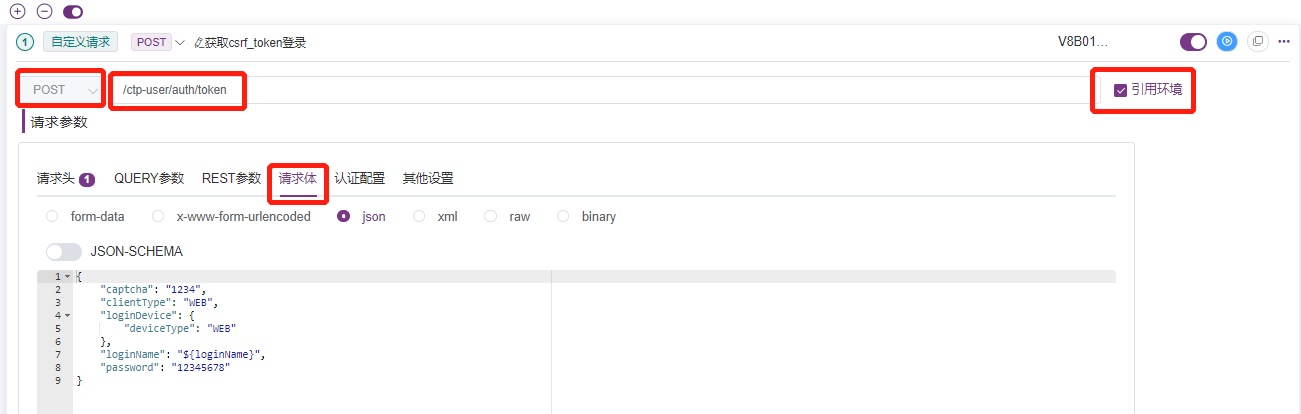 1 自定义请求 POST 获取csrf_token登录 V8B01...
POST /ctp-user/auth/token 引用环境
请求参数
请求头 1 QUERY参数 REST参数 请求体 认证配置 其他设置
form-data x-www-form-urlencoded json xml raw binary
JSON-SCHEMA
1 {
2 "captcha": "1234",
3 "clientType": "WEB",
4 "loginDevice": {
5 "deviceType": "WEB"
6 },
7 "loginName": "${loginName}",
8 "password": "12345678"
9 }